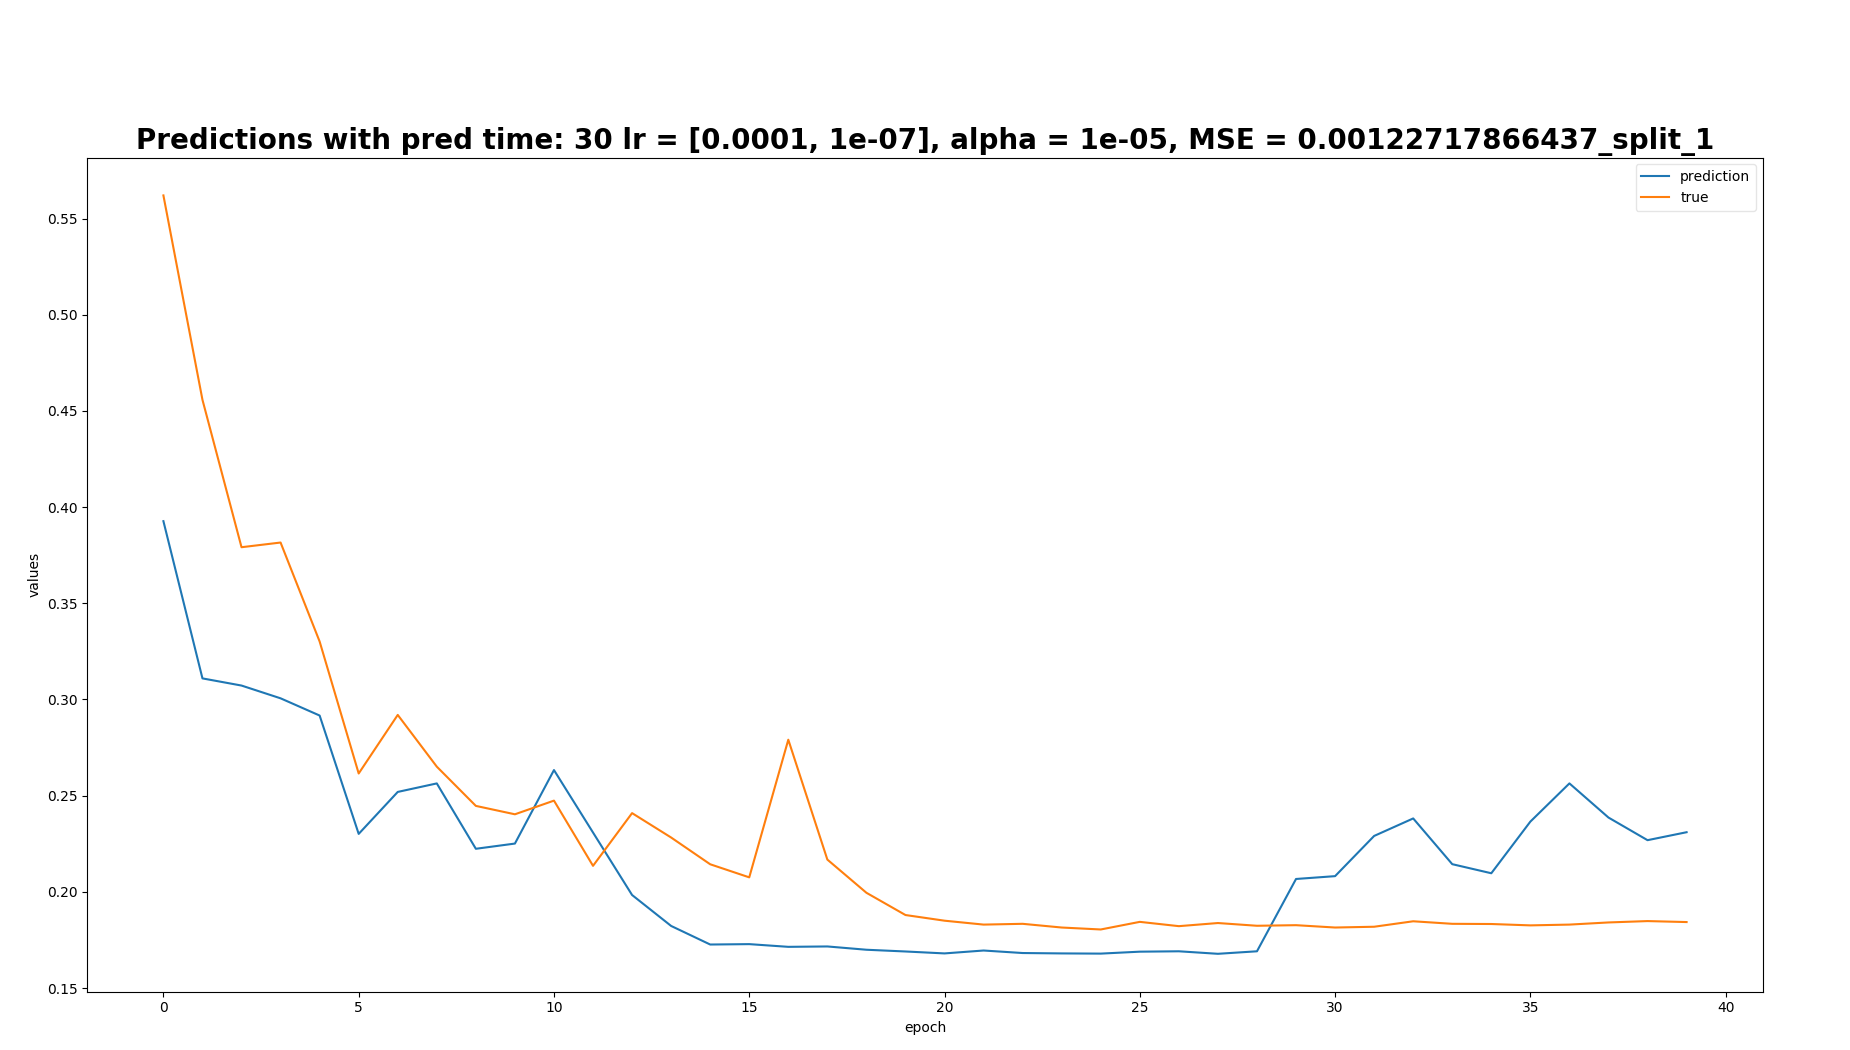 Predictions with pred time: 30 lr = [0.0001, 1e-07], alpha = 1e-05, MSE = 0.00122717866437_split_1
prediction
true
0.55
0.50
0.45
0.40
0.35
0.30
0.25
0.20
0.15
values
0 5 10 15 20 25 30 35 40
epoch